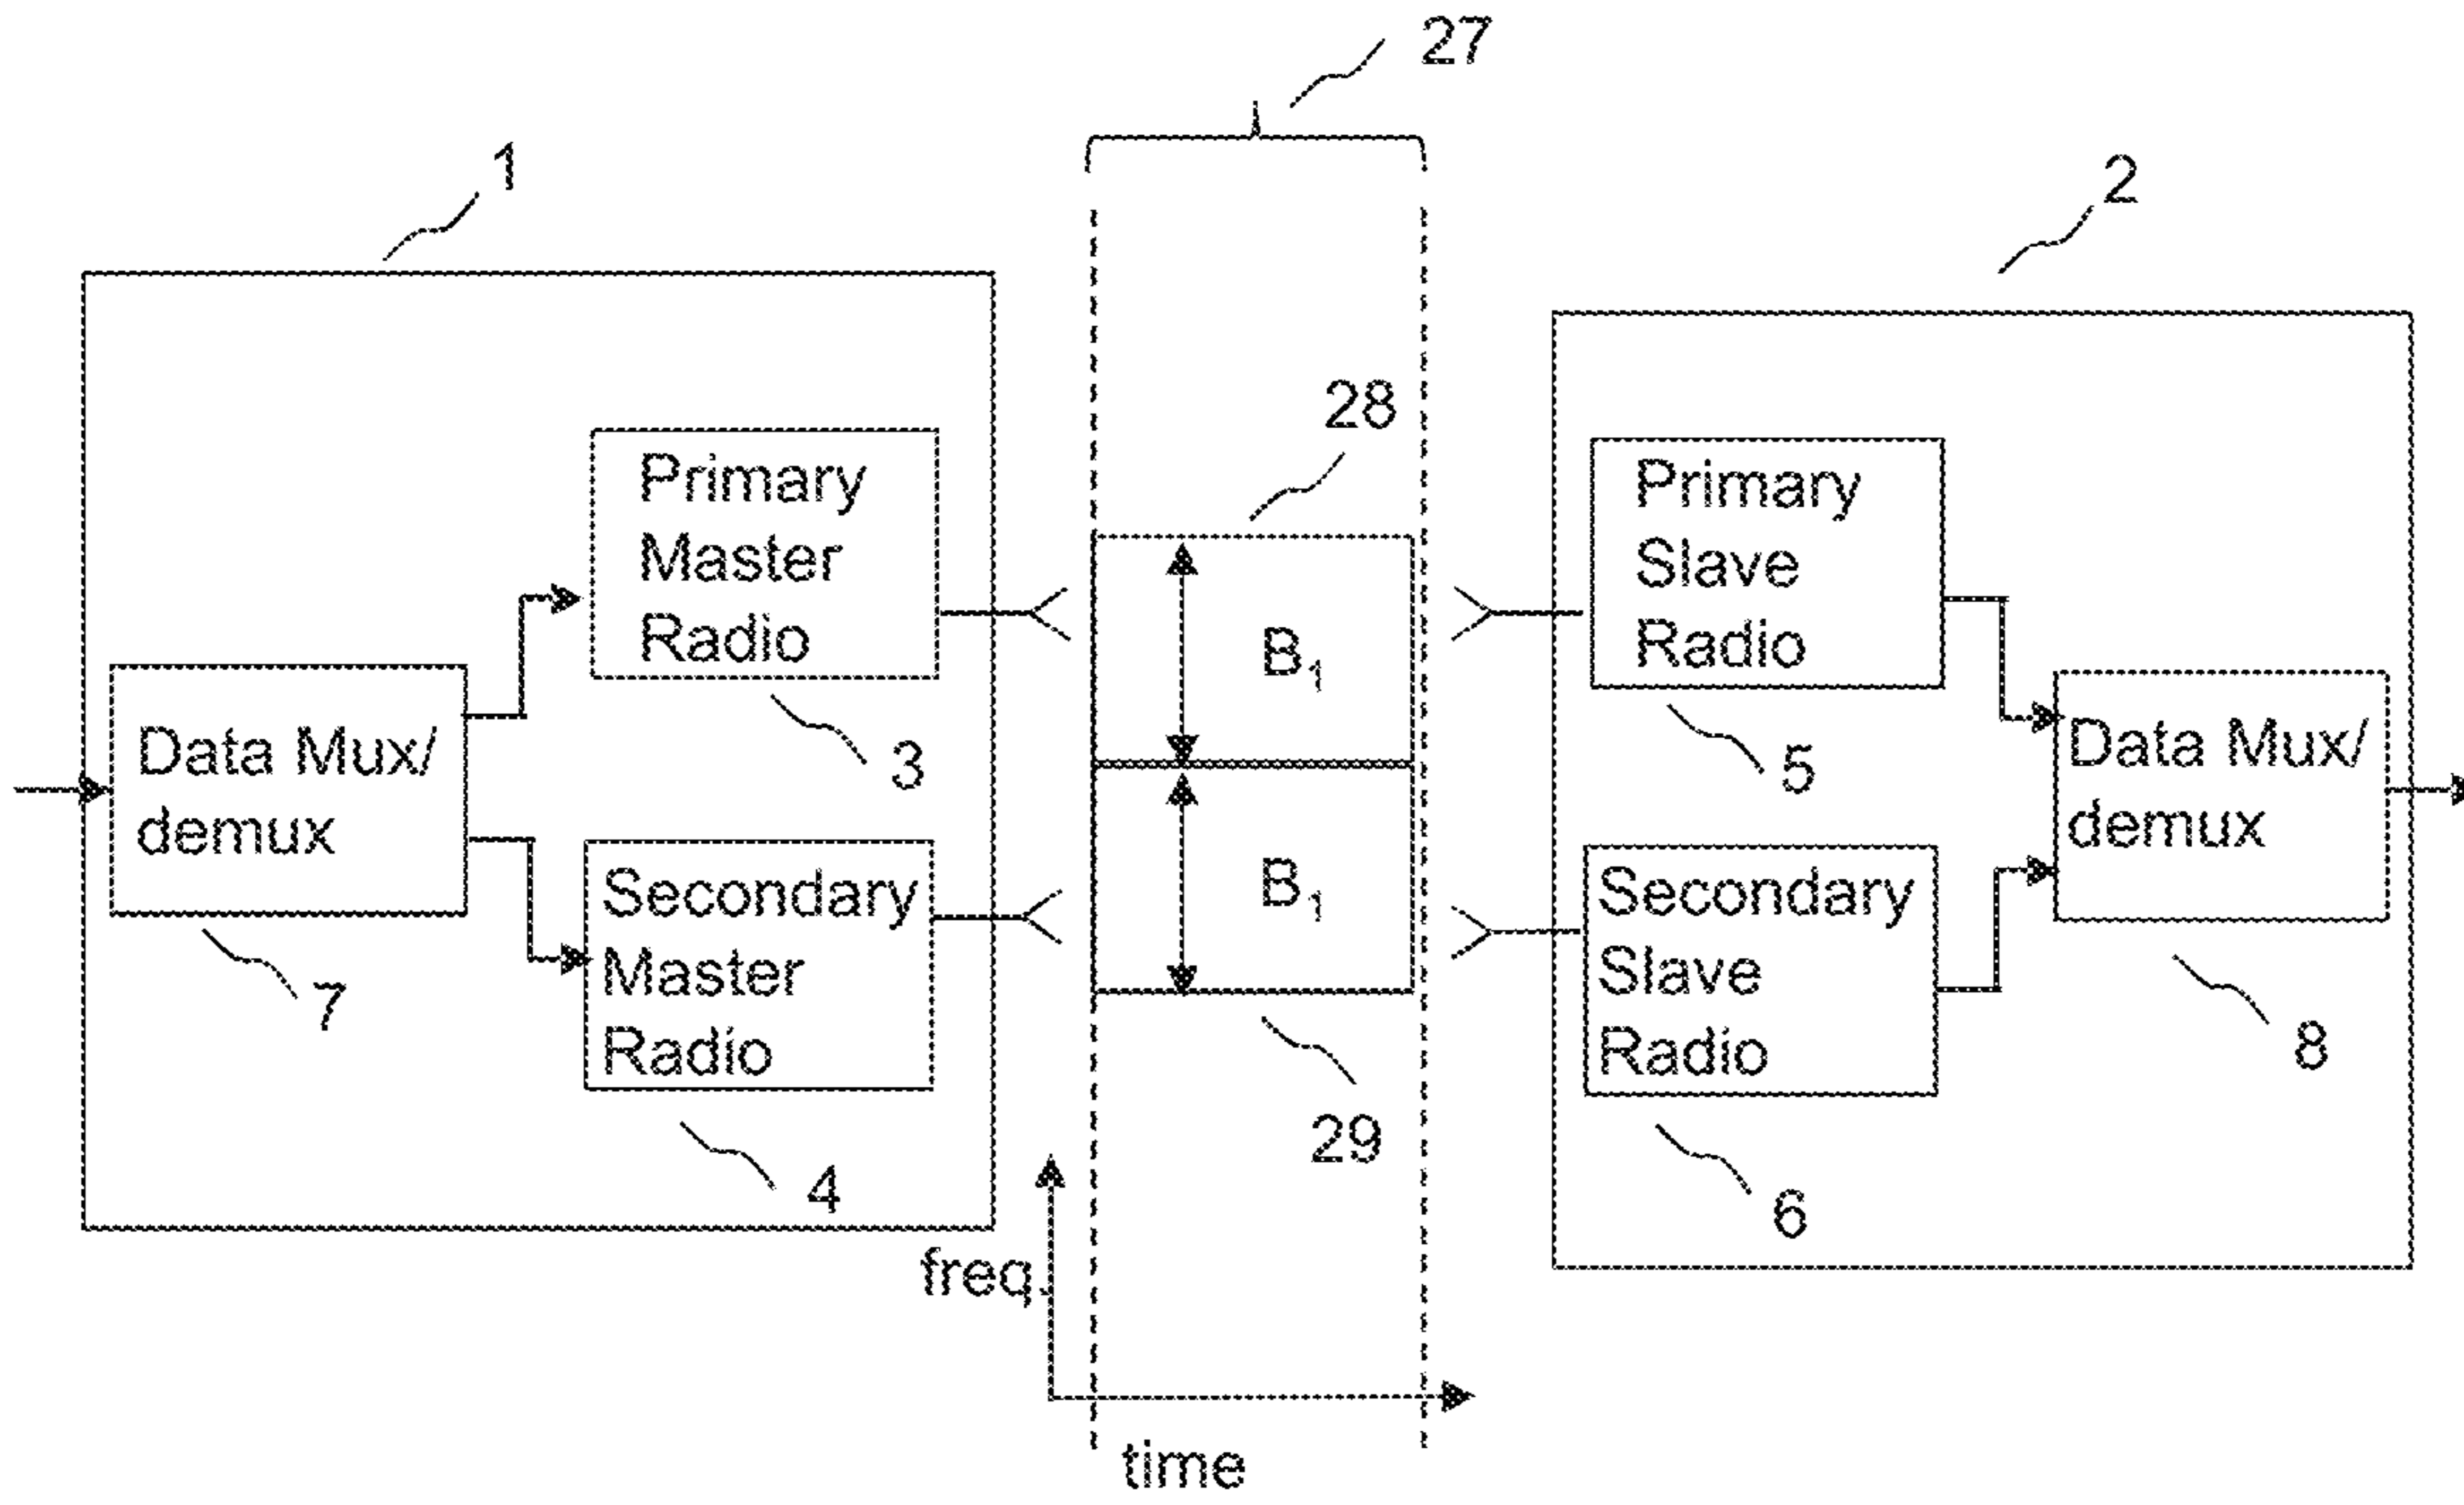 27
1
2
28
Primary
Master
Radio
Primary
Slave
Radio
B₁
3
5
Data Mux/
demux
Data Mux/
demux
B₁
Secondary
Master
Radio
Secondary
Slave
Radio
7
8
29
4
6
freq.
time